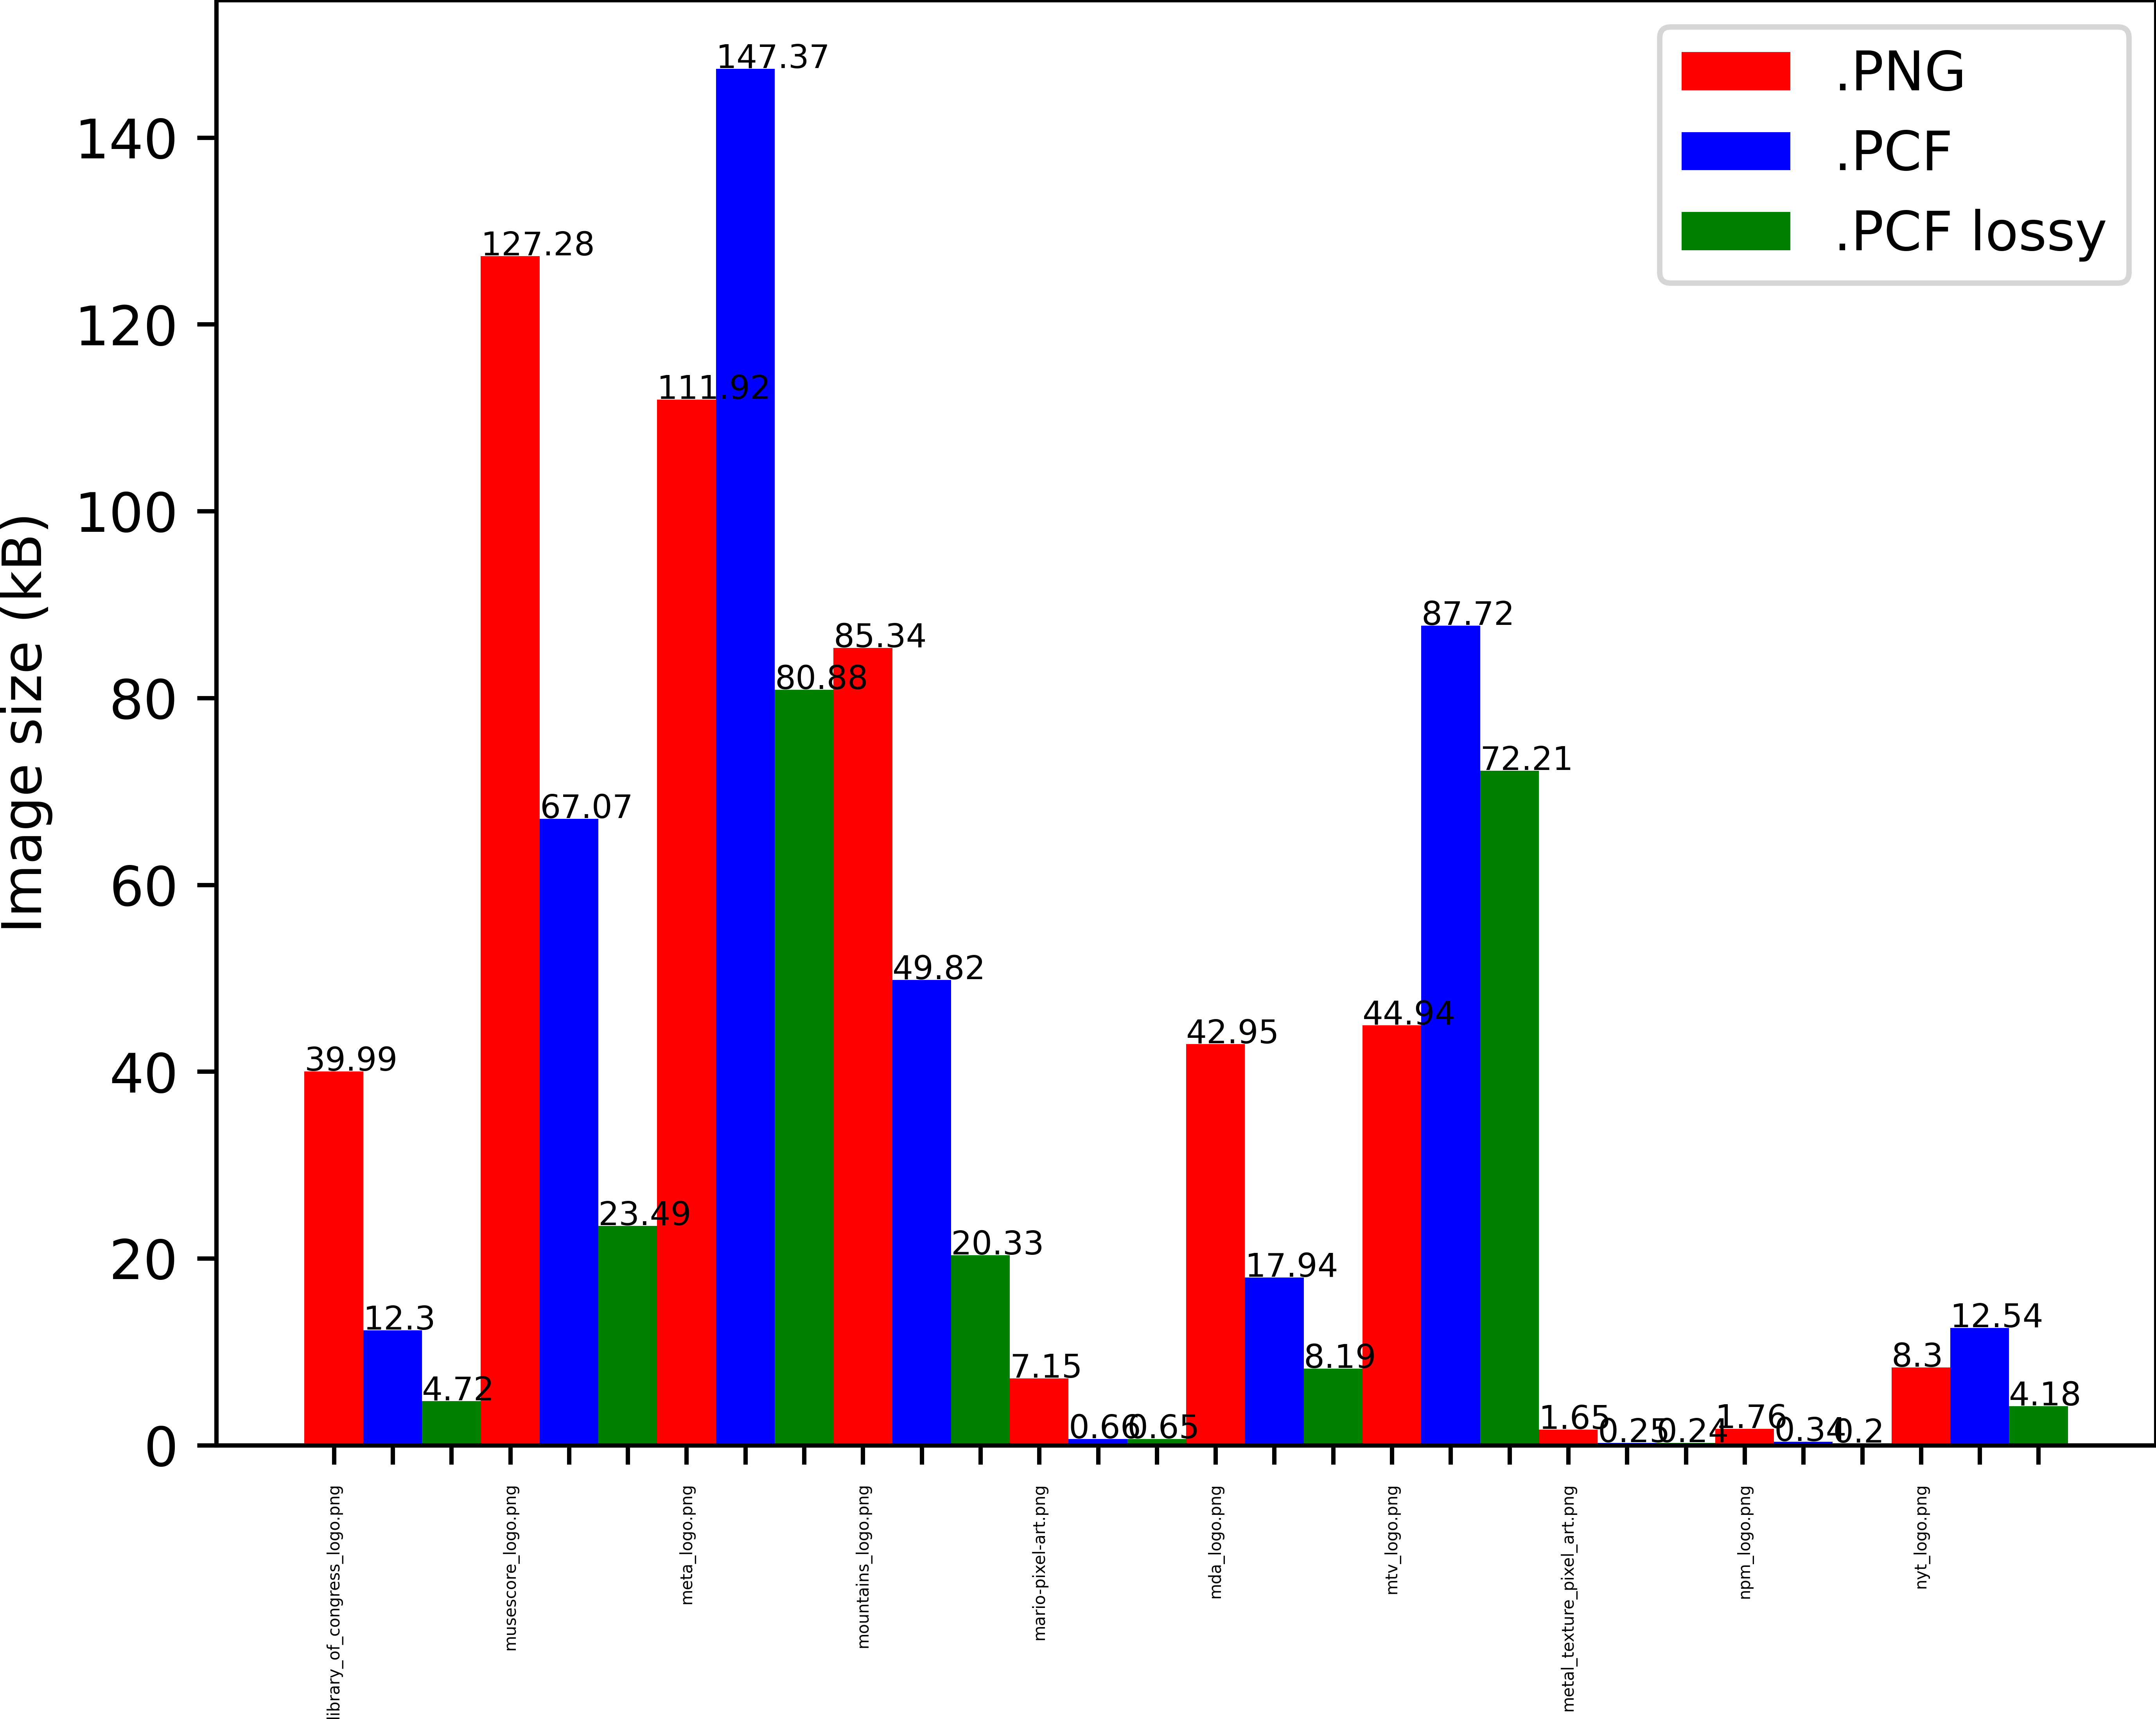 .PNG
.PCF
.PCF lossy
Image size (kB)
140
120
100
80
60
40
20
0
39.99
12.3
4.72
127.28
67.07
23.49
111.92
147.37
80.88
85.34
49.82
20.33
7.15
0.66
0.65
42.95
17.94
8.19
44.94
87.72
72.21
1.65
0.25
0.24
1.76
0.34
0.2
8.3
12.54
4.18
library_of_congress_logo.png
musescore_logo.png
meta_logo.png
mountains_logo.png
mario-pixel-art.png
mda_logo.png
mtv_logo.png
metal_texture_pixel_art.png
npm_logo.png
nyt_logo.png